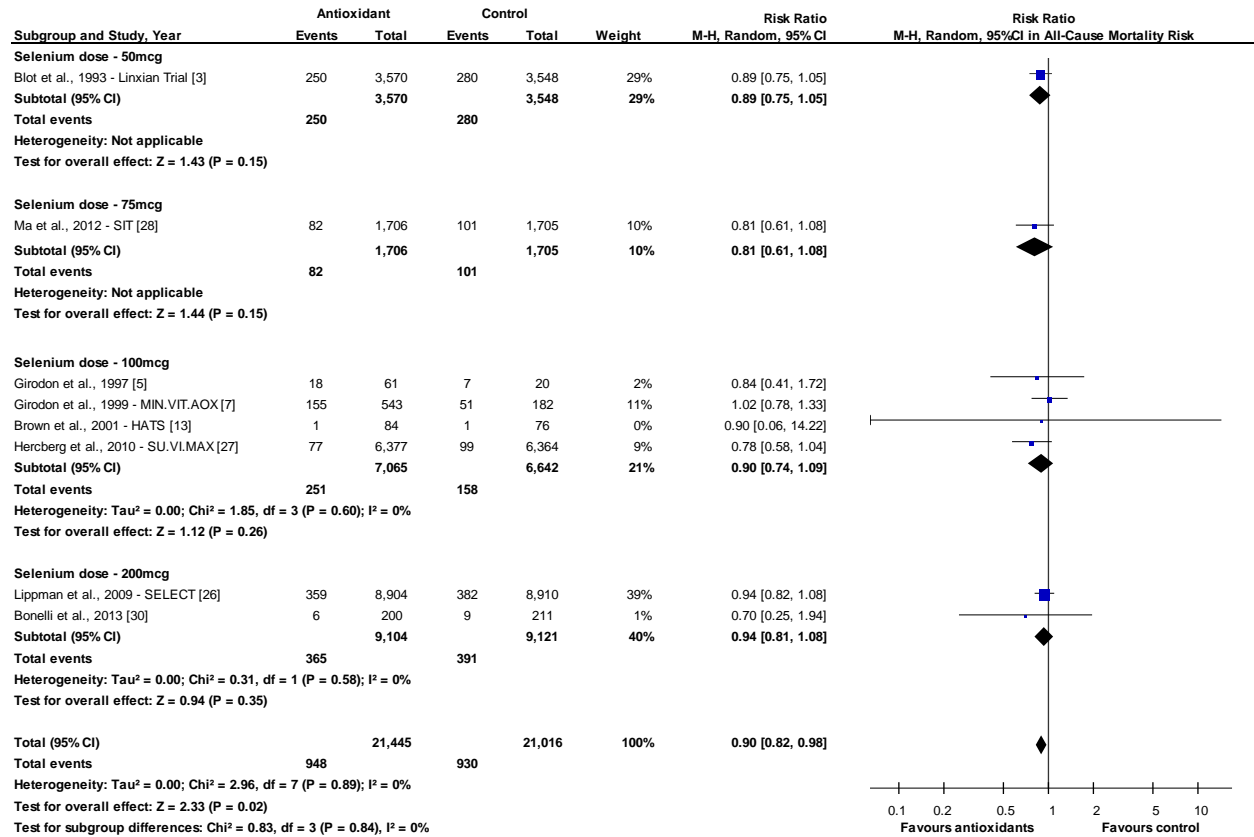 Antioxidant Control Risk Ratio Risk Ratio
Subgroup and Study, Year Events Total Events Total Weight M-H, Random, 95% CI M-H, Random, 95%CI in All-Cause Mortality Risk
Selenium dose - 50mcg
Blot et al., 1993 - Linxian Trial [3] 250 3,570 280 3,548 29% 0.89 [0.75, 1.05]
Subtotal (95% CI) 3,570 3,548 29% 0.89 [0.75, 1.05]
Total events 250 280
Heterogeneity: Not applicable
Test for overall effect: Z = 1.43 (P = 0.15)
Selenium dose - 75mcg
Ma et al., 2012 - SIT [28] 82 1,706 101 1,705 10% 0.81 [0.61, 1.08]
Subtotal (95% CI) 1,706 1,705 10% 0.81 [0.61, 1.08]
Total events 82 101
Heterogeneity: Not applicable
Test for overall effect: Z = 1.44 (P = 0.15)
Selenium dose - 100mcg
Girodon et al., 1997 [5] 18 61 7 20 2% 0.84 [0.41, 1.72]
Girodon et al., 1999 - MIN.VIT.AOX [7] 155 543 51 182 11% 1.02 [0.78, 1.33]
Brown et al., 2001 - HATS [13] 1 84 1 76 0% 0.90 [0.06, 14.22]
Hercberg et al., 2010 - SU.VI.MAX [27] 77 6,377 99 6,364 9% 0.78 [0.58, 1.04]
Subtotal (95% CI) 7,065 6,642 21% 0.90 [0.74, 1.09]
Total events 251 158
Heterogeneity: Tau² = 0.00; Chi² = 1.85, df = 3 (P = 0.60); I² = 0%
Test for overall effect: Z = 1.12 (P = 0.26)
Selenium dose - 200mcg
Lippman et al., 2009 - SELECT [26] 359 8,904 382 8,910 39% 0.94 [0.82, 1.08]
Bonelli et al., 2013 [30] 6 200 9 211 1% 0.70 [0.25, 1.94]
Subtotal (95% CI) 9,104 9,121 40% 0.94 [0.81, 1.08]
Total events 365 391
Heterogeneity: Tau² = 0.00; Chi² = 0.31, df = 1 (P = 0.58); I² = 0%
Test for overall effect: Z = 0.94 (P = 0.35)
Total (95% CI) 21,445 21,016 100% 0.90 [0.82, 0.98]
Total events 948 930
Heterogeneity: Tau² = 0.00; Chi² = 2.96, df = 7 (P = 0.89); I² = 0%
Test for overall effect: Z = 2.33 (P = 0.02)
Test for subgroup differences: Chi² = 0.83, df = 3 (P = 0.84), I² = 0%
0.1 0.2 0.5 1 2 5 10
Favours antioxidants Favours control